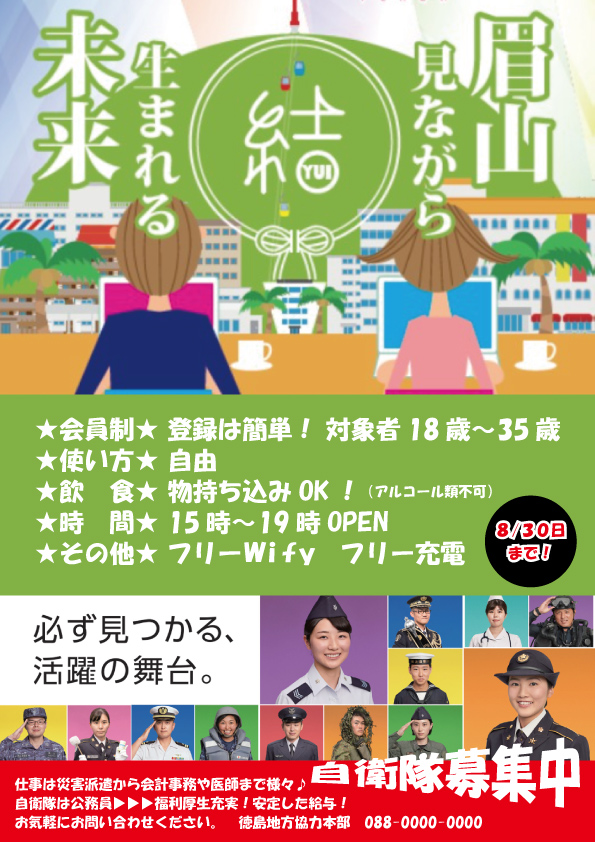 眉山
見ながら
生まれる
未来
結
YUI
★会員制★ 登録は簡単！ 対象者 18 歳～35 歳
★使い方★ 自由
★飲　食★ 物持ち込み OK ！（アルコール類不可）
★時　間★ 15 時～19 時 OPEN
★その他★ フリーWify　フリー充電
8/30日
まで！
必ず見つかる、
活躍の舞台。
自衛隊募集中
仕事は災害派遣から会計事務や医師まで様々♪
自衛隊は公務員▶▶▶福利厚生充実！安定した給与！
お気軽にお問い合わせください。　徳島地方協力本部　088-0000-0000